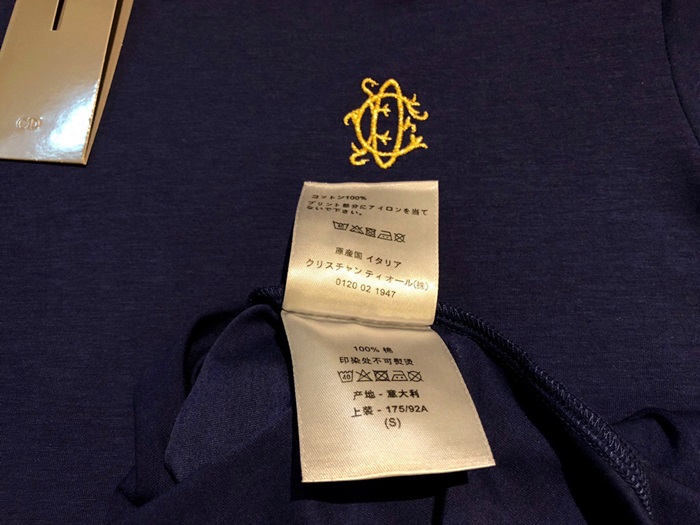 CD
コットン100%
プリント部分にアイロンを当て
ないで下さい。
原産国 イタリア
クリスチャン ディオール(株)
0120 02 1947
100% 棉
印染处不可熨烫
40
产地 - 意大利
上装 - 175/92A
(S)